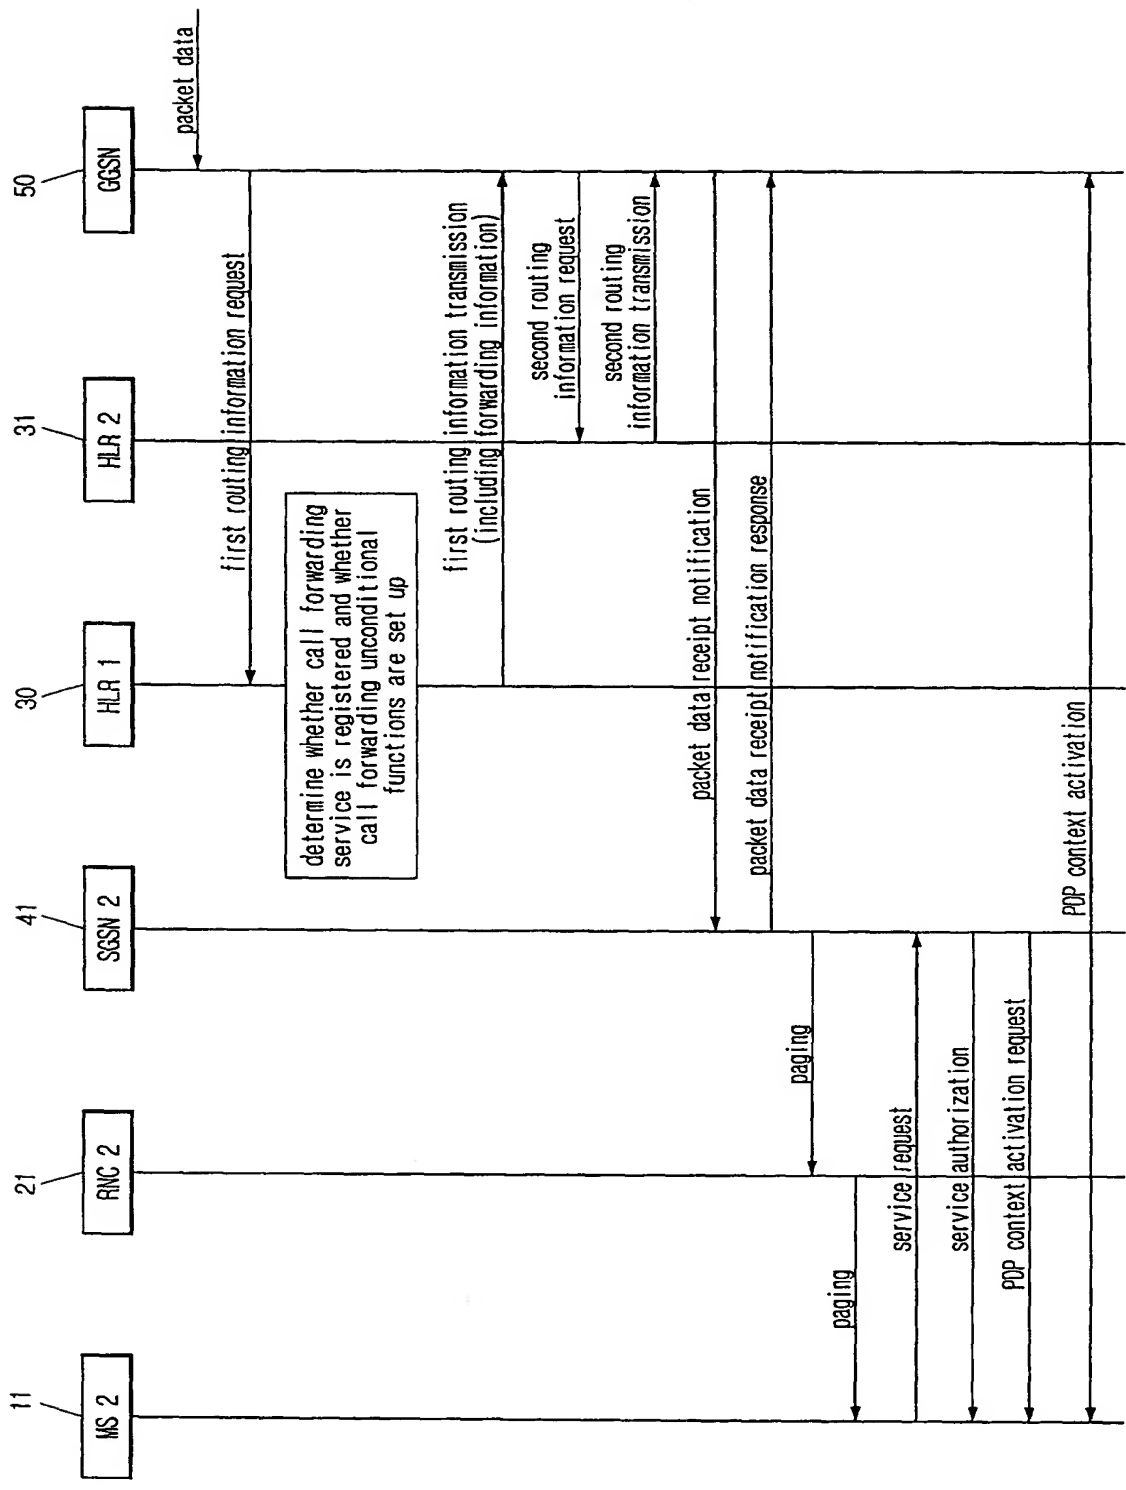 11
21
41
30
31
50
MS 2
RNC 2
SGSN 2
HLR 1
HLR 2
GGSN
packet data
first routing information request
determine whether call forwarding
service is registered and whether
call forwarding unconditional
functions are set up
first routing information transmission
(including forwarding information)
second routing
information request
second routing
information transmission
packet data receipt notification
packet data receipt notification response
paging
paging
service request
service authorization
PDP context activation request
PDP context activation